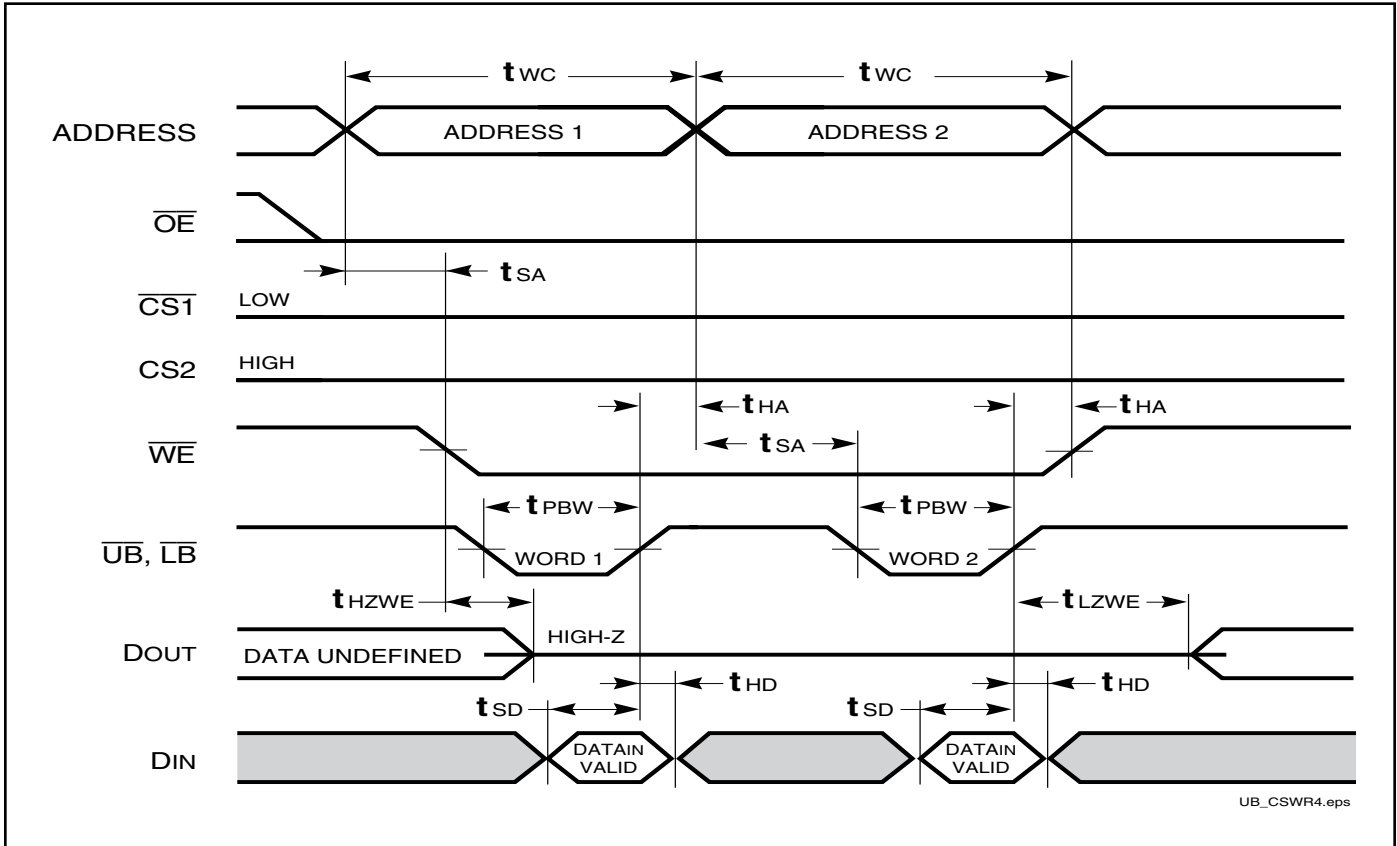 tWC tWC
ADDRESS ADDRESS 1 ADDRESS 2
OE
tSA
CS1 LOW
CS2 HIGH
tHA tHA
WE tSA
tPBW tPBW
UB, LB WORD 1 WORD 2
tHZWE tLZWE
DOUT DATA UNDEFINED HIGH-Z
tHD tHD
tSD tSD
DIN DATAIN VALID DATAIN VALID
UB_CSWR4.eps